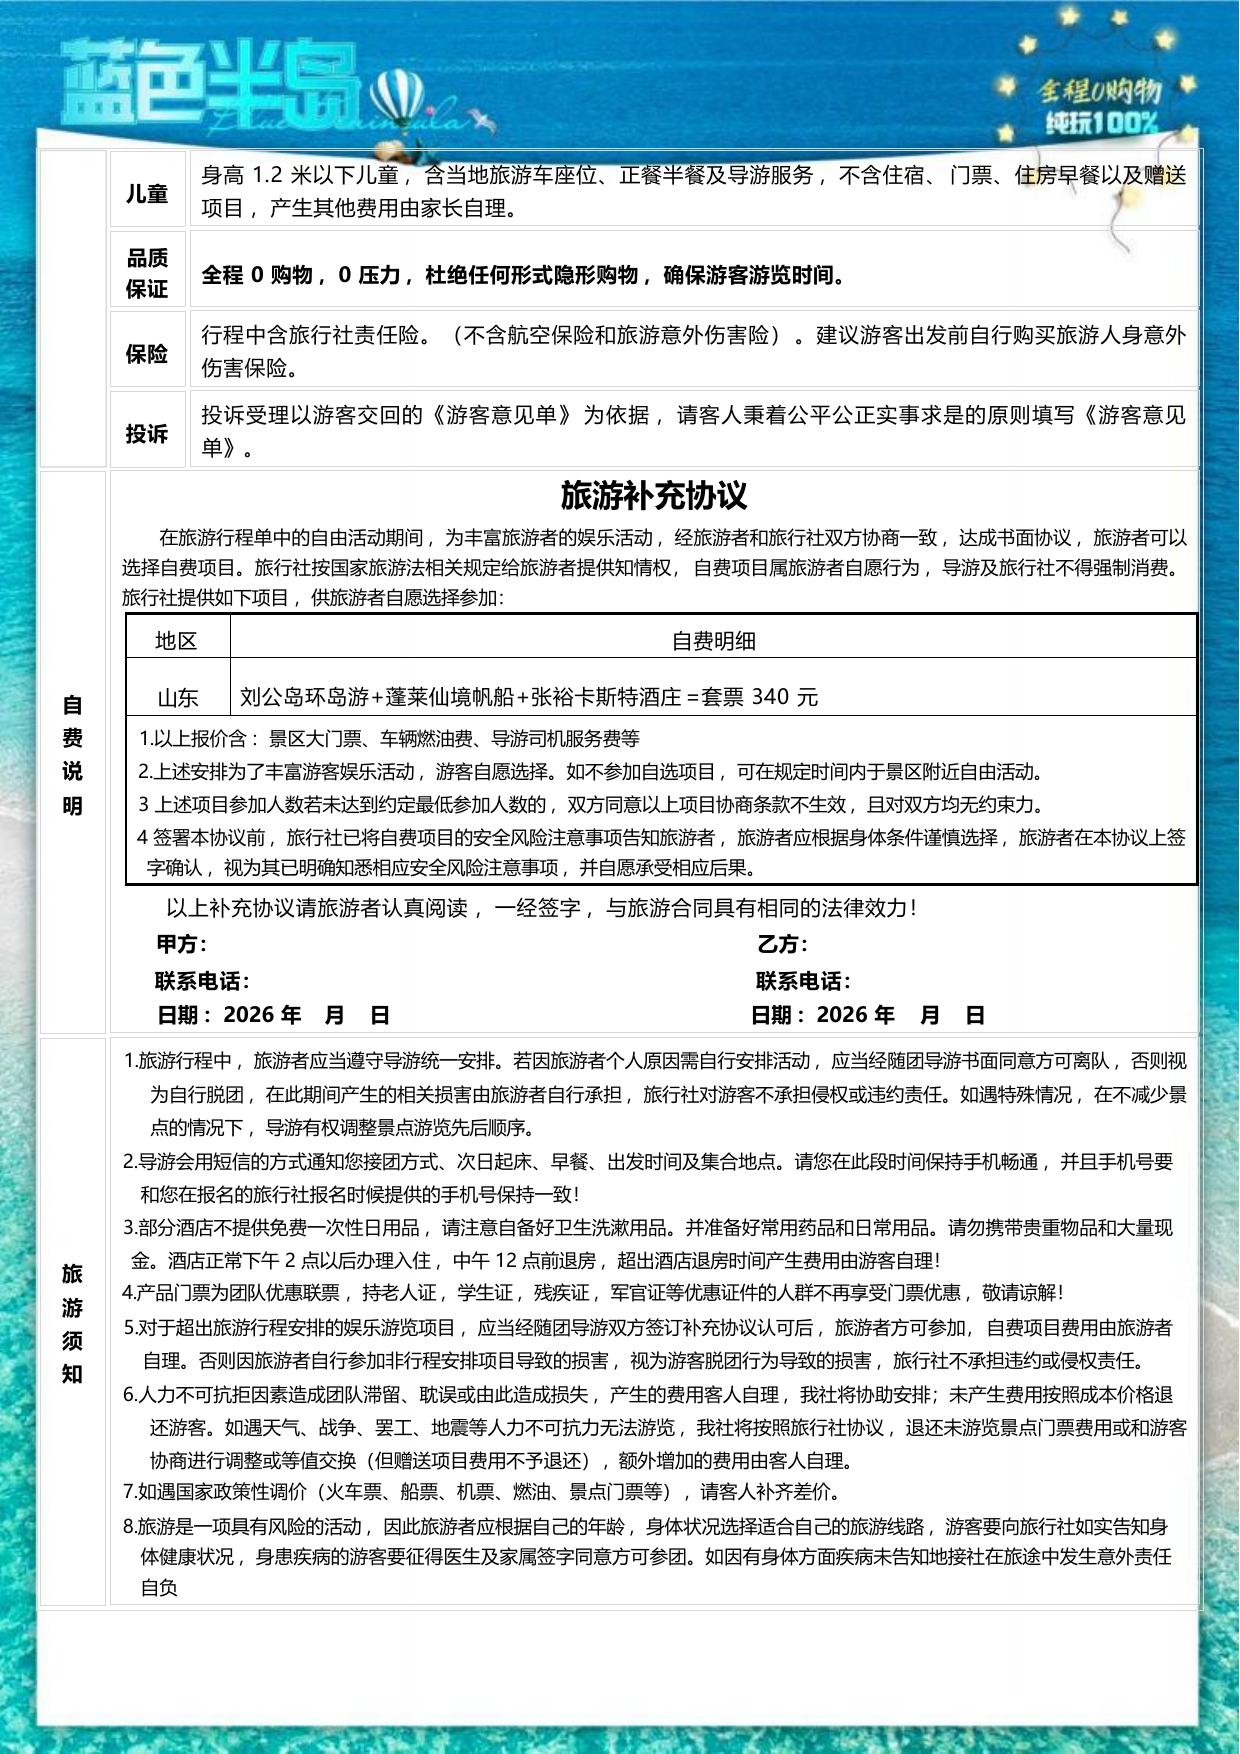 蓝色半岛
Blue Peninsula
全程0购物
纯玩100%
儿童
身高 1.2 米以下儿童，含当地旅游车座位、正餐半餐及导游服务，不含住宿、门票、住房早餐以及赠送
项目，产生其他费用由家长自理。
品质
保证
全程 0 购物，0 压力，杜绝任何形式隐形购物，确保游客游览时间。
保险
行程中含旅行社责任险。（不含航空保险和旅游意外伤害险）。建议游客出发前自行购买旅游人身意外
伤害保险。
投诉
投诉受理以游客交回的《游客意见单》为依据，请客人秉着公平公正实事求是的原则填写《游客意见
单》。
自
费
说
明
旅游补充协议
在旅游行程单中的自由活动期间，为丰富旅游者的娱乐活动，经旅游者和旅行社双方协商一致，达成书面协议，旅游者可以
选择自费项目。旅行社按国家旅游法相关规定给旅游者提供知情权，自费项目属旅游者自愿行为，导游及旅行社不得强制消费。
旅行社提供如下项目，供旅游者自愿选择参加：
地区 自费明细
山东 刘公岛环岛游+蓬莱仙境帆船+张裕卡斯特酒庄=套票 340 元
1.以上报价含：景区大门票、车辆燃油费、导游司机服务费等
2.上述安排为了丰富游客娱乐活动，游客自愿选择。如不参加自选项目，可在规定时间内于景区附近自由活动。
3 上述项目参加人数若未达到约定最低参加人数的，双方同意以上项目协商条款不生效，且对双方均无约束力。
4 签署本协议前，旅行社已将自费项目的安全风险注意事项告知旅游者，旅游者应根据身体条件谨慎选择，旅游者在本协议上签
字确认，视为其已明确知悉相应安全风险注意事项，并自愿承受相应后果。
以上补充协议请旅游者认真阅读，一经签字，与旅游合同具有相同的法律效力！
甲方： 乙方：
联系电话： 联系电话：
日期：2026 年 月 日 日期：2026 年 月 日
旅
游
须
知
1.旅游行程中，旅游者应当遵守导游统一安排。若因旅游者个人原因需自行安排活动，应当经随团导游书面同意方可离队，否则视
为自行脱团，在此期间产生的相关损害由旅游者自行承担，旅行社对游客不承担侵权或违约责任。如遇特殊情况，在不减少景
点的情况下，导游有权调整景点游览先后顺序。
2.导游会用短信的方式通知您接团方式、次日起床、早餐、出发时间及集合地点。请您在此段时间保持手机畅通，并且手机号要
和您在报名的旅行社报名时候提供的手机号保持一致！
3.部分酒店不提供免费一次性日用品，请注意自备好卫生洗漱用品。并准备好常用药品和日常用品。请勿携带贵重物品和大量现
金。酒店正常下午 2 点以后办理入住，中午 12 点前退房，超出酒店退房时间产生费用由游客自理！
4.产品门票为团队优惠联票，持老人证，学生证，残疾证，军官证等优惠证件的人群不再享受门票优惠，敬请谅解！
5.对于超出旅游行程安排的娱乐游览项目，应当经随团导游双方签订补充协议认可后，旅游者方可参加，自费项目费用由旅游者
自理。否则因旅游者自行参加非行程安排项目导致的损害，视为游客脱团行为导致的损害，旅行社不承担违约或侵权责任。
6.人力不可抗拒因素造成团队滞留、耽误或由此造成损失，产生的费用客人自理，我社将协助安排；未产生费用按照成本价格退
还游客。如遇天气、战争、罢工、地震等人力不可抗力无法游览，我社将按照旅行社协议，退还未游览景点门票费用或和游客
协商进行调整或等值交换（但赠送项目费用不予退还），额外增加的费用由客人自理。
7.如遇国家政策性调价（火车票、船票、机票、燃油、景点门票等），请客人补齐差价。
8.旅游是一项具有风险的活动，因此旅游者应根据自己的年龄，身体状况选择适合自己的旅游线路，游客要向旅行社如实告知身
体健康状况，身患疾病的游客要征得医生及家属签字同意方可参团。如因有身体方面疾病未告知地接社在旅途中发生意外责任
自负